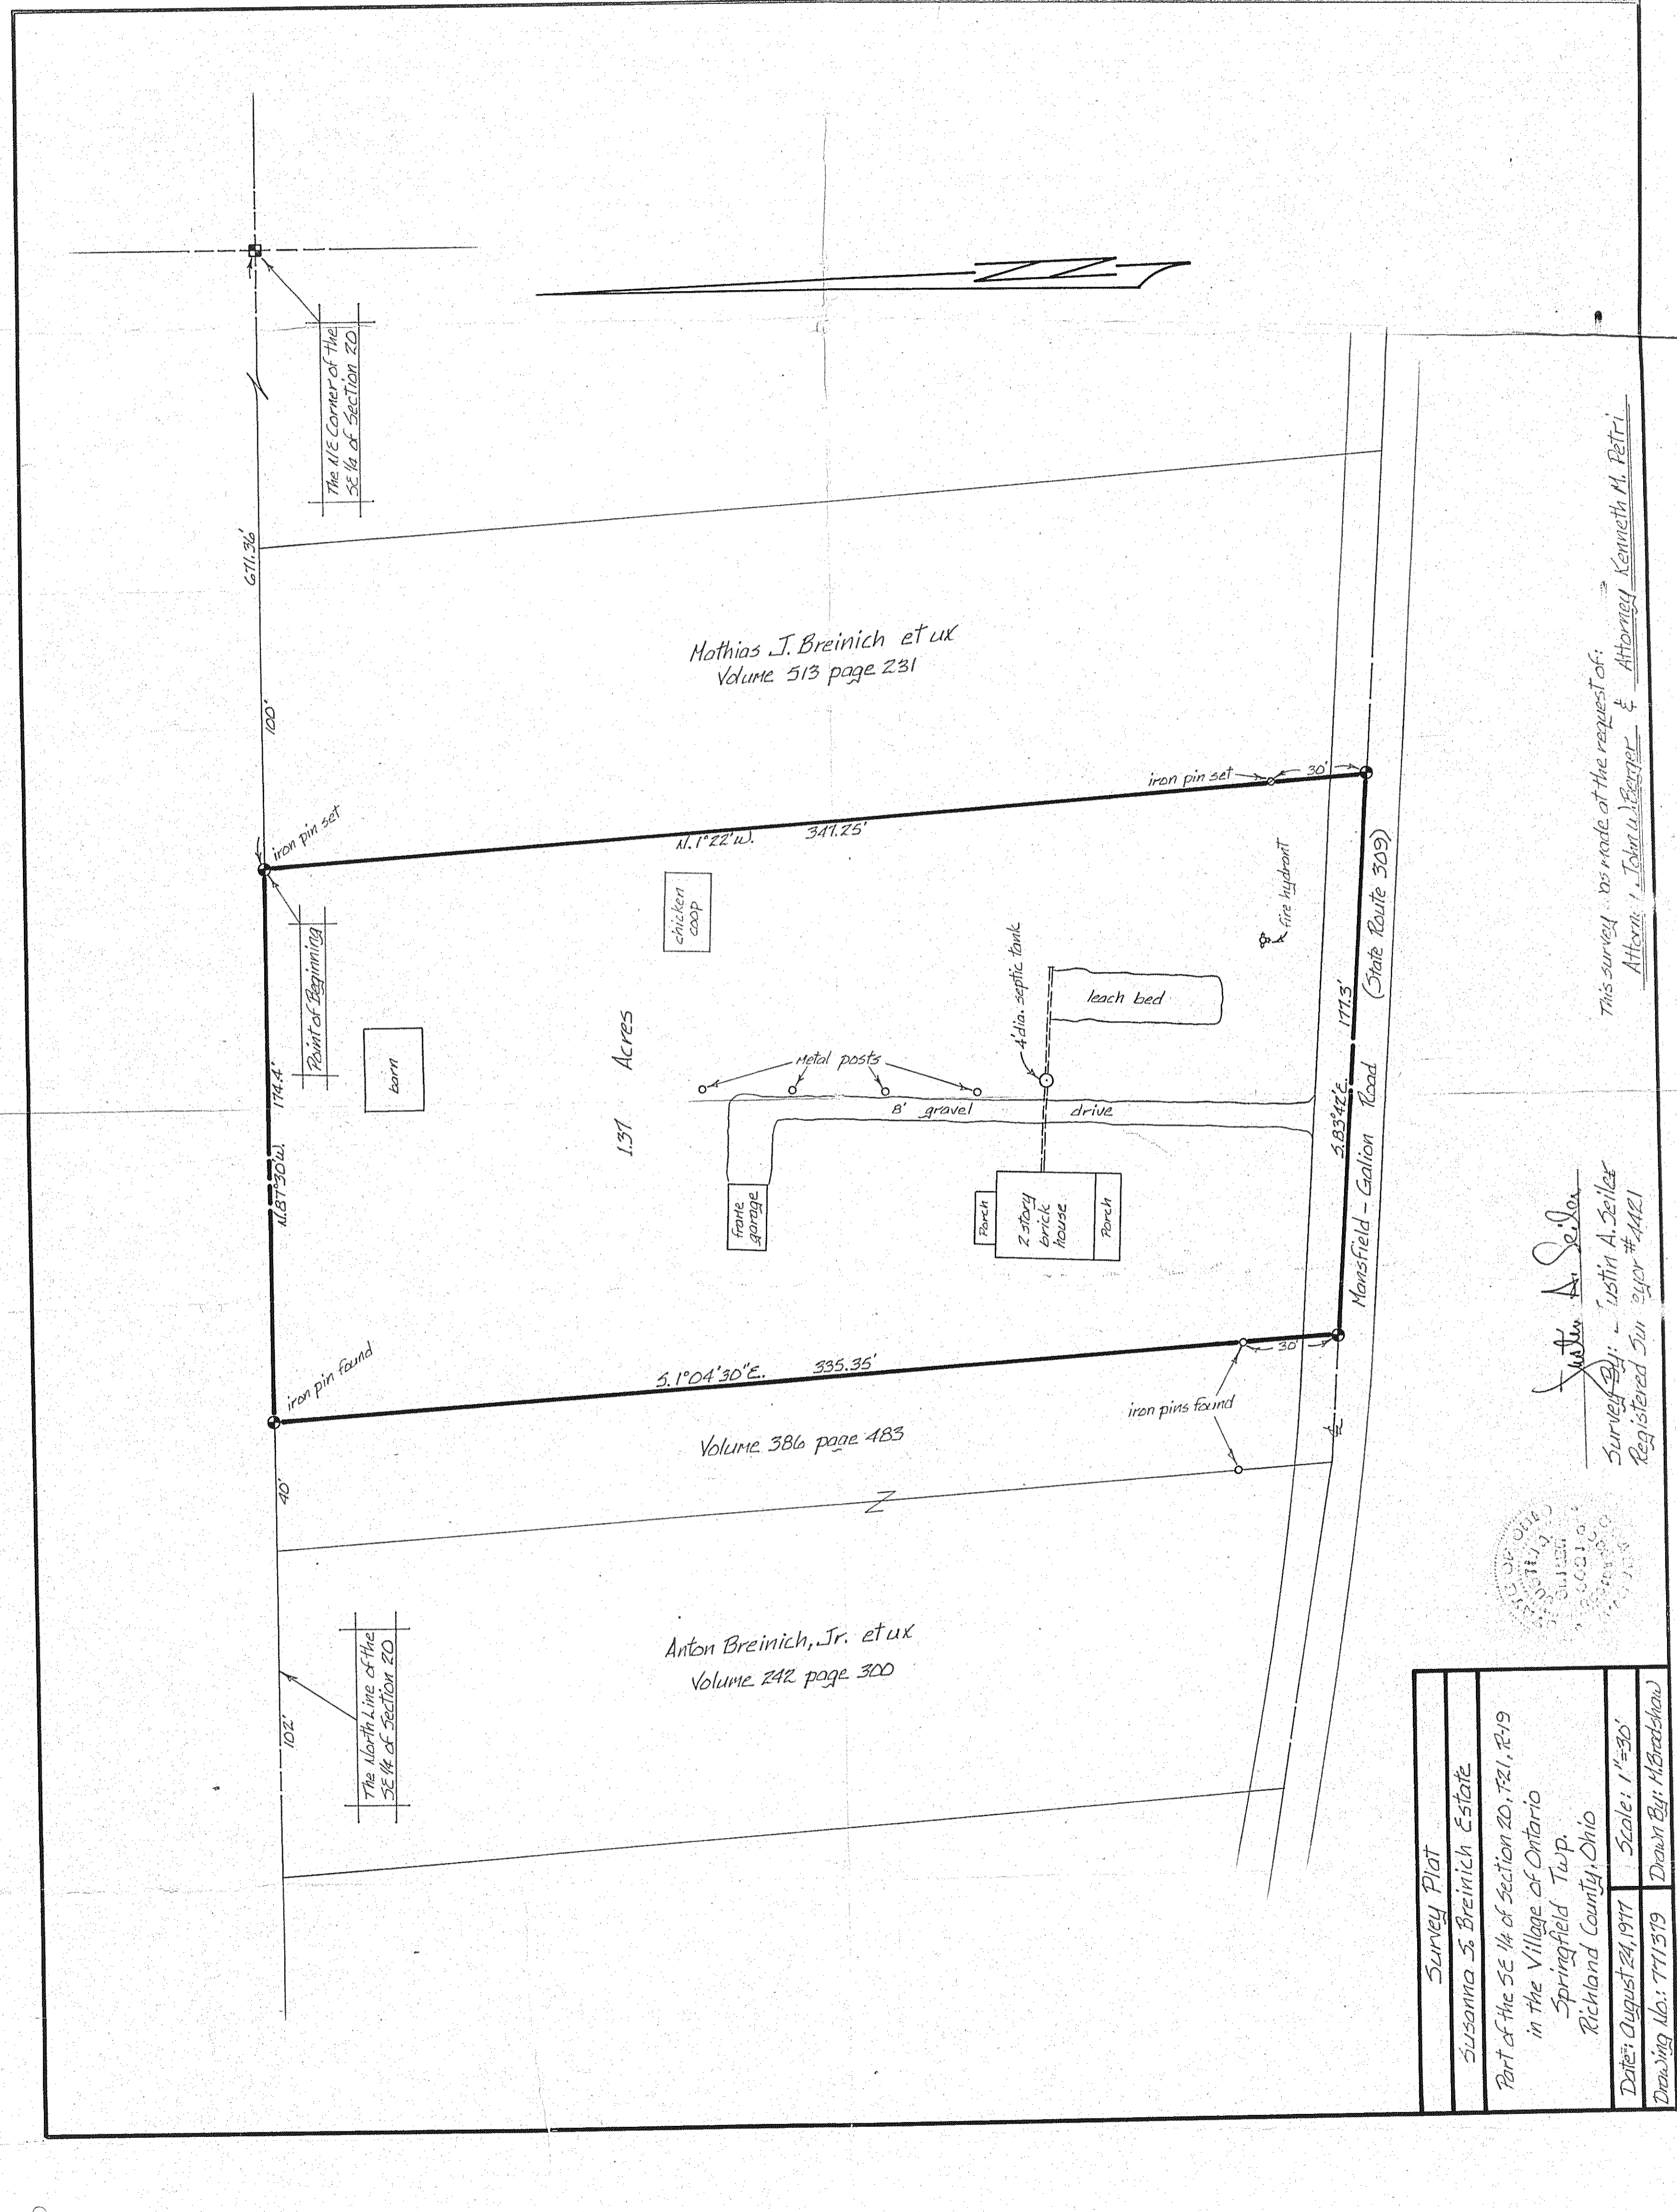 The N/E Corner of the
SE 1/4 of Section 20
671.36'
100'
Mathias J. Breinich et ux
Volume 513 page 231
iron pin set
iron pin set
30'
N. 1°22' W. 347.25'
Point of Beginning
N. 87°30' W. 174.4'
chicken
coop
barn
1.37 Acres
metal posts
4' dia. septic tank
leach bed
fire hydrant
8' gravel drive
frame
garage
Porch
2 story
brick
house
Porch
S. 83°42' E. 177.3'
Mansfield - Galion Road (State Route 309)
iron pin found
S. 1°04'30" E. 335.35'
30'
iron pins found
Volume 386 page 483
40'
Z
Anton Breinich, Jr. et ux
Volume 242 page 300
The North Line of the
SE 1/4 of Section 20
102'
This survey was made at the request of:
John W. Berger & Attorney Kenneth M. Petri
Justin A. Seiler
Survey By: Justin A. Seiler
Registered Surveyor # 4421
Survey Plat
Susanna S. Breinich Estate
Part of the SE 1/4 of Section 20, T-21, R-19
in the Village of Ontario
Springfield Twp.
Richland County, Ohio
Date: August 24, 1977 Scale: 1"=30'
Drawing No.: 771379 Drawn By: M. Bradshaw